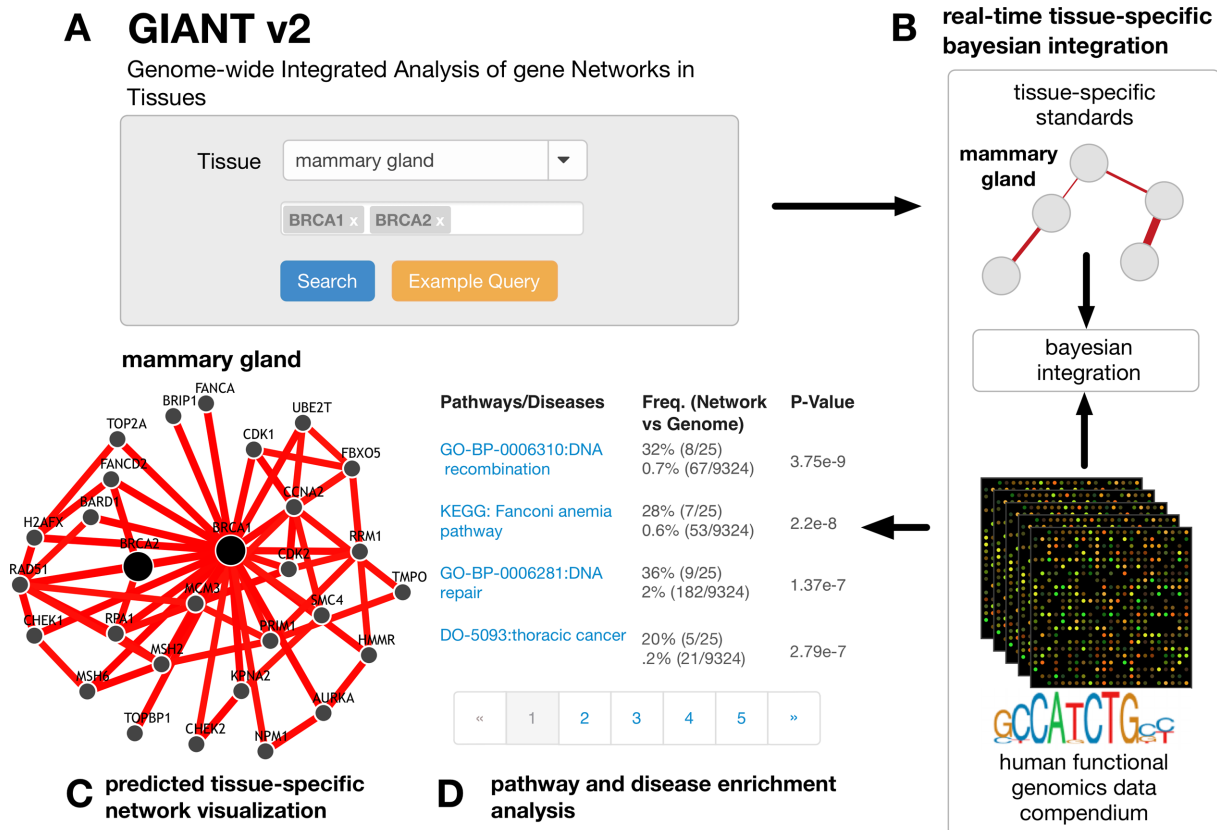 A GIANT v2
Genome-wide Integrated Analysis of gene Networks in
Tissues
Tissue mammary gland
BRCA1 x BRCA2 x
Search Example Query
B real-time tissue-specific
bayesian integration
tissue-specific
standards
mammary
gland
bayesian
integration
human functional
genomics data
compendium
GCCATCTG
mammary gland
FANCA
BRIP1
UBE2T
TOP2A
CDK1
FBXO5
FANCD2
CCNA2
BARD1
H2AFX
BRCA1
BRCA2
RRM1
CDK2
RAD51
TMPO
MCM3
SMC4
CHEK1
RPA1
PRIM1
HMMR
MSH2
MSH6
KPNA2
AURKA
TOPBP1
CHEK2
NPM1
C predicted tissue-specific
network visualization
Pathways/Diseases Freq. (Network P-Value
vs Genome)
GO-BP-0006310:DNA 32% (8/25)
recombination 0.7% (67/9324) 3.75e-9
KEGG: Fanconi anemia 28% (7/25)
pathway 0.6% (53/9324) 2.2e-8
GO-BP-0006281:DNA 36% (9/25)
repair 2% (182/9324) 1.37e-7
DO-5093:thoracic cancer 20% (5/25)
.2% (21/9324) 2.79e-7
« 1 2 3 4 5 »
D pathway and disease enrichment
analysis